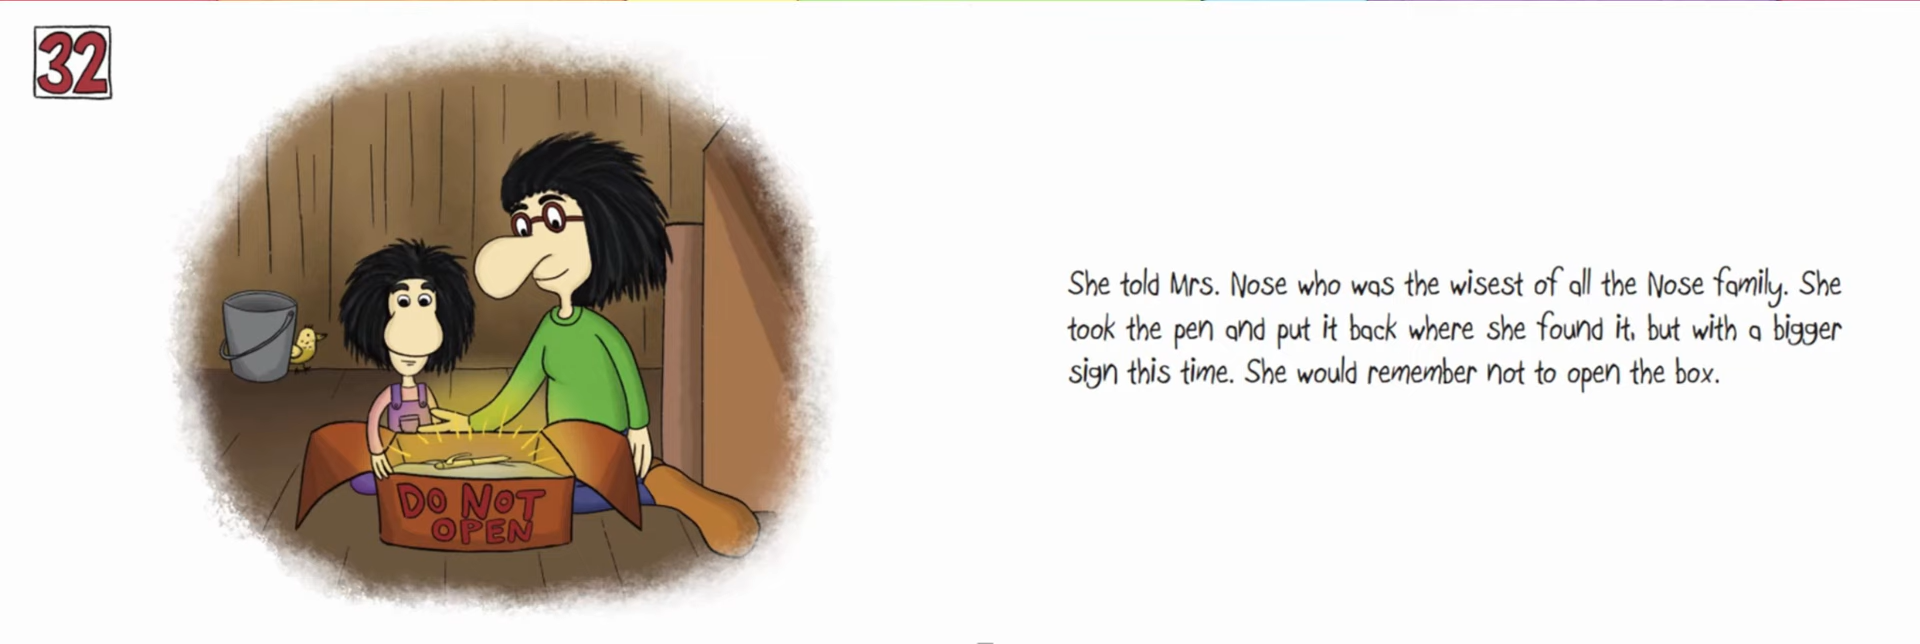 32
She told Mrs. Nose who was the wisest of all the Nose family. She
took the pen and put it back where she found it, but with a bigger
sign this time. She would remember not to open the box.
DO NOT
OPEN